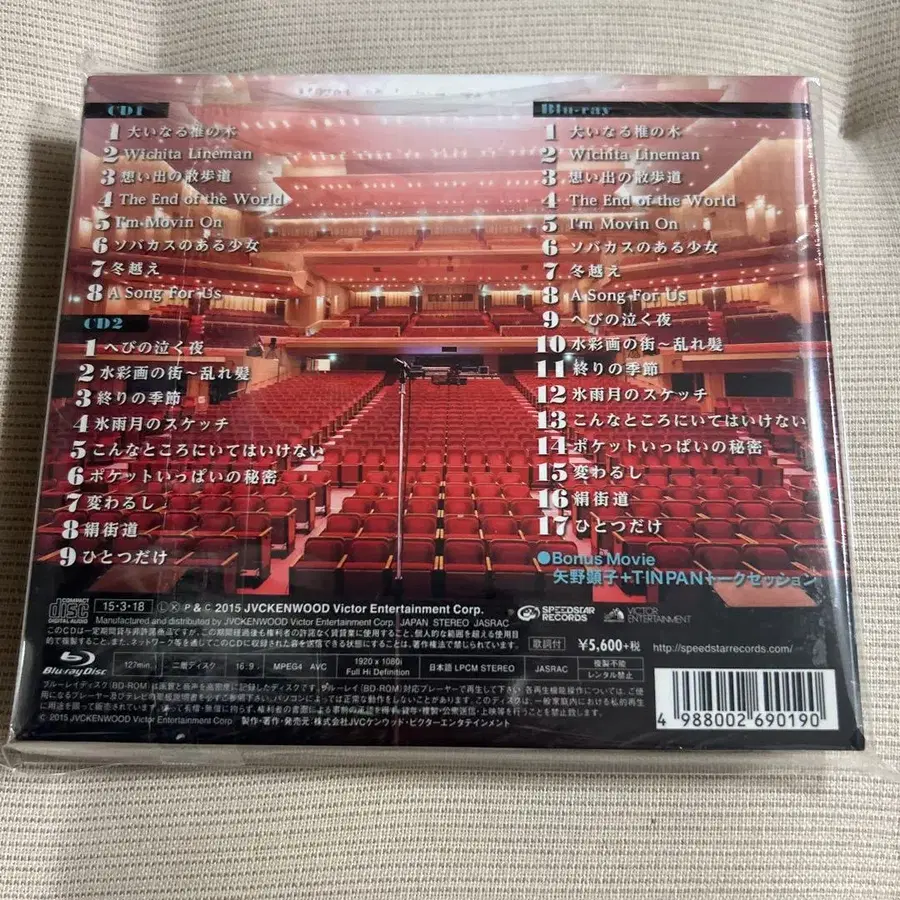 CD1
1 大いなる椎の木
2 Wichita Lineman
3 想い出の散歩道
4 The End of the World
5 I'm Movin On
6 ソバカスのある少女
7 冬越え
8 A Song For Us
CD2
1 へびの泣く夜
2 水彩画の街～乱れ髪
3 終りの季節
4 氷雨月のスケッチ
5 こんなところにいてはいけない
6 ポケットいっぱいの秘密
7 変わるし
8 絹街道
9 ひとつだけ
Blu-ray
1 大いなる椎の木
2 Wichita Lineman
3 想い出の散歩道
4 The End of the World
5 I'm Movin On
6 ソバカスのある少女
7 冬越え
8 A Song For Us
9 へびの泣く夜
10 水彩画の街～乱れ髪
11 終りの季節
12 氷雨月のスケッチ
13 こんなところにいてはいけない
14 ポケットいっぱいの秘密
15 変わるし
16 絹街道
17 ひとつだけ
●Bonus Movie
矢野顕子+TINPANトークセッション
COMPACT disc DIGITAL AUDIO
15·3·18 Ⓛ Ⓧ P & C 2015 JVCKENWOOD Victor Entertainment Corp.
Manufactured and distributed by JVCKENWOOD Victor Entertainment Corp. JAPAN STEREO JASRAC
SPEEDSTAR RECORDS
VICTOR ENTERTAINMENT
歌詞付 ¥5,600+税
http://speedstarrecords.com/
Blu-ray Disc
127min. 二層ディスク 16:9 MPEG4 AVC 1920 x 1080i Full Hi Definition 日本語 LPCM STEREO JASRAC 複製不能 レンタル禁止
© 2015 JVCKENWOOD Victor Entertainment Corp. 製作・著作・発売元:株式会社JVCケンウッド・ビクターエンタテインメント
4 988002 690190